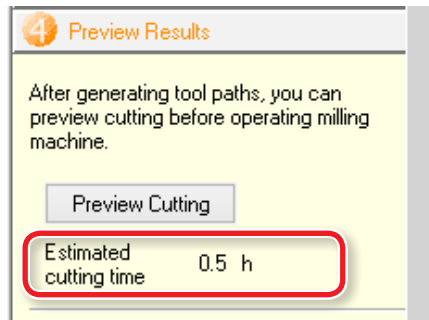 4 Preview Results
After generating tool paths, you can
preview cutting before operating milling
machine.
Preview Cutting
Estimated
cutting time 0.5 h